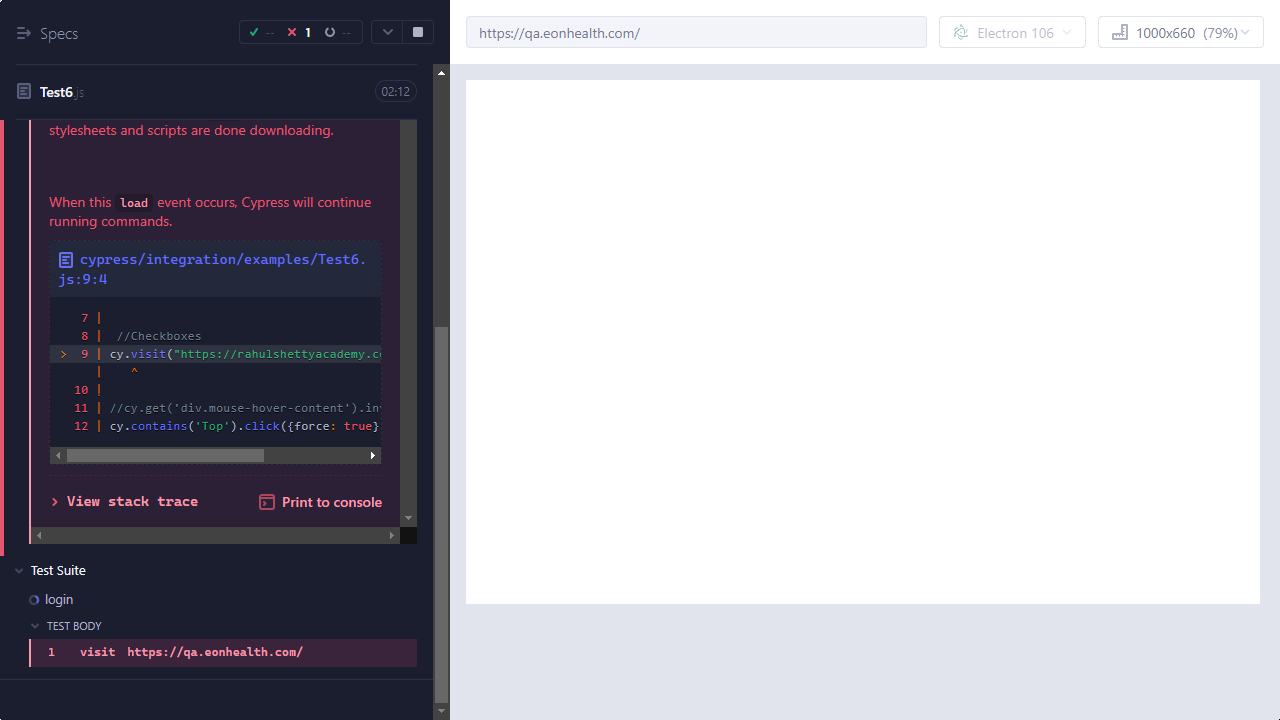 Specs
-- 1 --
https://qa.eonhealth.com/
Electron 106
1000x660 (79%)
Test6.js
02:12
stylesheets and scripts are done downloading.
When this load event occurs, Cypress will continue
running commands.
cypress/integration/examples/Test6.
js:9:4
7 |
8 | //Checkboxes
> 9 | cy.visit("https://rahulshettyacademy.c
| ^
10 |
11 | //cy.get('div.mouse-hover-content').inv
12 | cy.contains('Top').click({force: true}
View stack trace
Print to console
Test Suite
login
TEST BODY
1 visit https://qa.eonhealth.com/